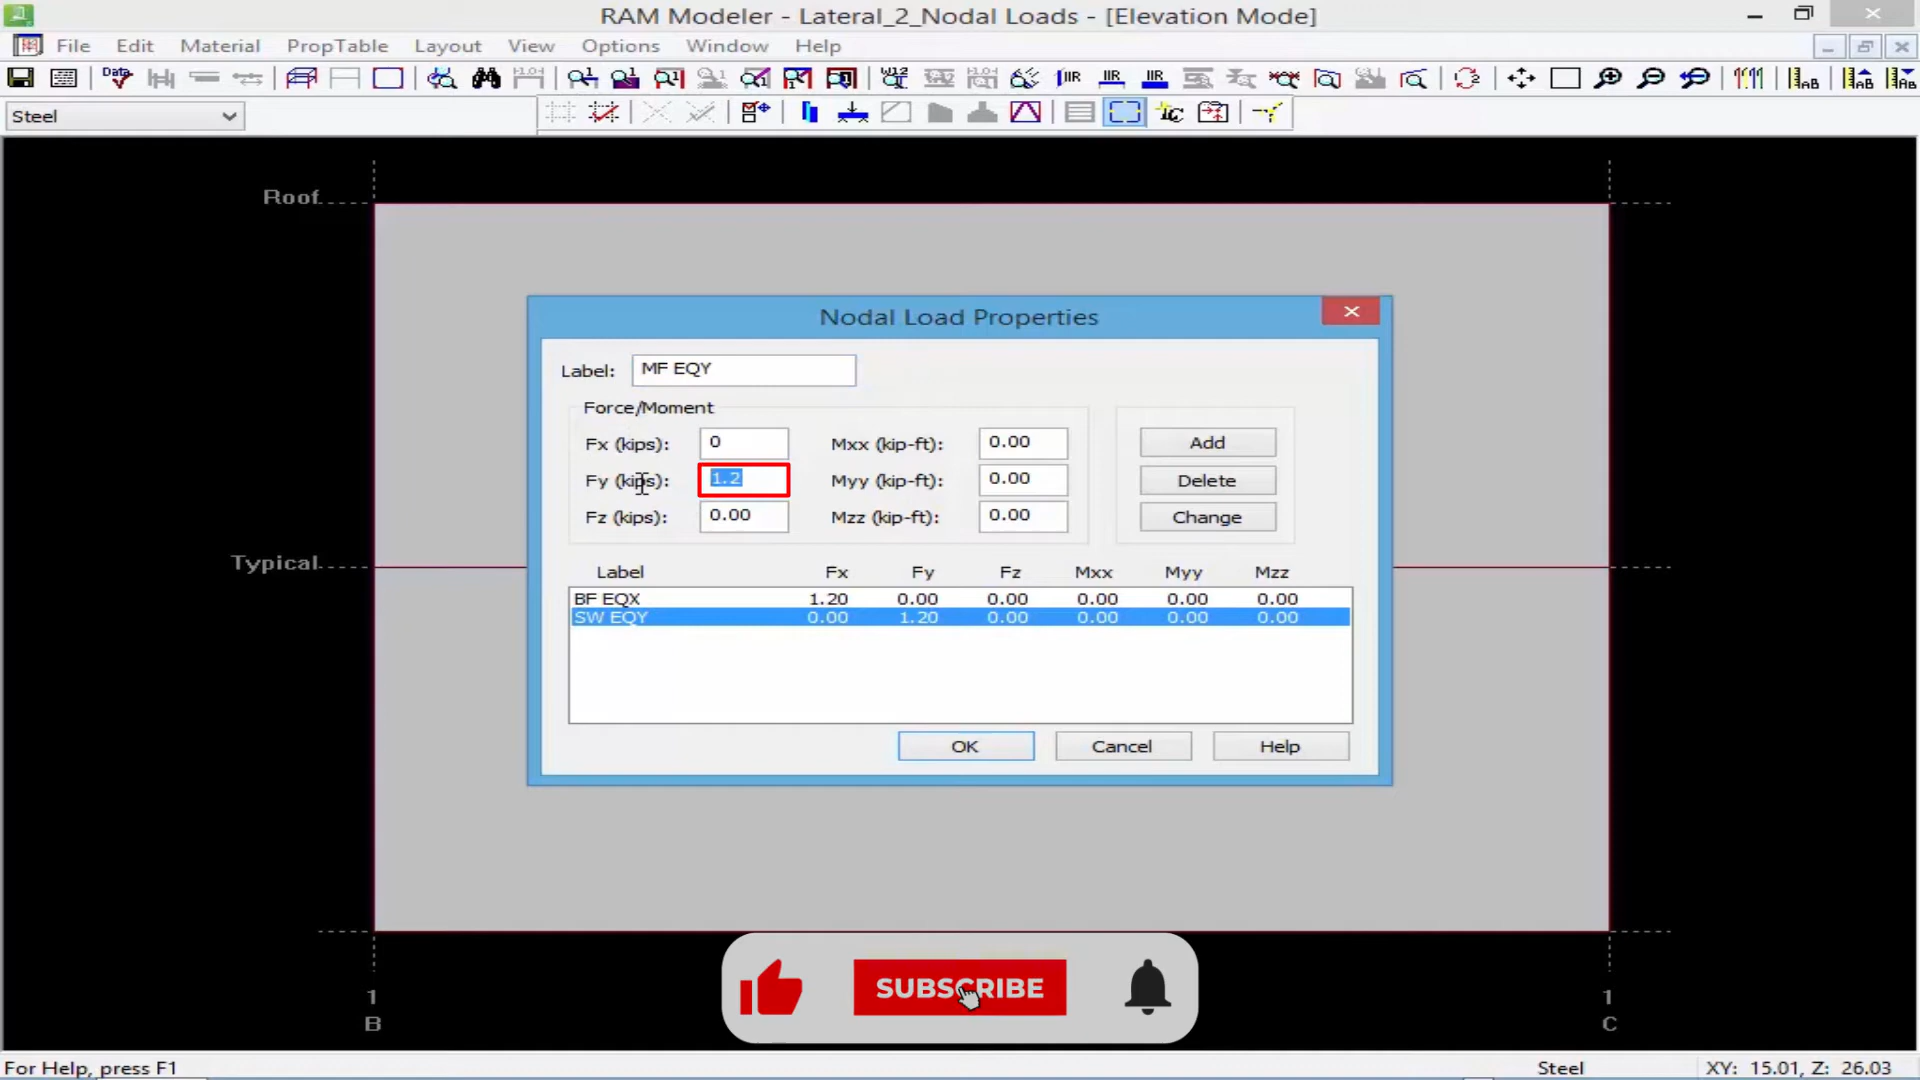 RAM Modeler - Lateral_2_Nodal Loads - [Elevation Mode]
File Edit Material PropTable Layout View Options Window Help
Steel
Roof
Typical
Nodal Load Properties
Label: MF EQY
Force/Moment
Fx (kips): 0 Mxx (kip-ft): 0.00 Add
Fy (kips): 1.2 Myy (kip-ft): 0.00 Delete
Fz (kips): 0.00 Mzz (kip-ft): 0.00 Change
Label Fx Fy Fz Mxx Myy Mzz
BF EQX 1.20 0.00 0.00 0.00 0.00 0.00
SW EQY 0.00 1.20 0.00 0.00 0.00 0.00
OK Cancel Help
SUBSCRIBE
1 1
B C
For Help, press F1 Steel XY: 15.01, Z: 26.03